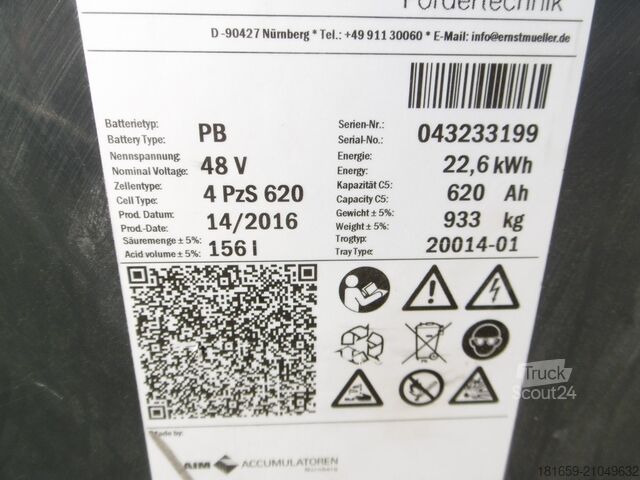 Fördertechnik
D-90427 Nürnberg * Tel.: +49 911 30060 * E-Mail: info@ernstmueller.de
Batterietyp:
Battery Type: PB
Nennspannung:
Nominal Voltage: 48 V
Zellentype:
Cell Type: 4 PzS 620
Prod. Datum:
Prod.-Date: 14/2016
Säuremenge ± 5%:
Acid volume ± 5%: 156 l
Serien-Nr.:
Serial-No.: 043233199
Energie:
Energy: 22,6 kWh
Kapazität C5:
Capacity C5: 620 Ah
Gewicht ± 5%:
Weight ± 5%: 933 kg
Trogtyp:
Tray Type: 20014-01
Made by:
AIM ACCUMULATOREN
Nürnberg
Truck
Scout24
181659-21049632